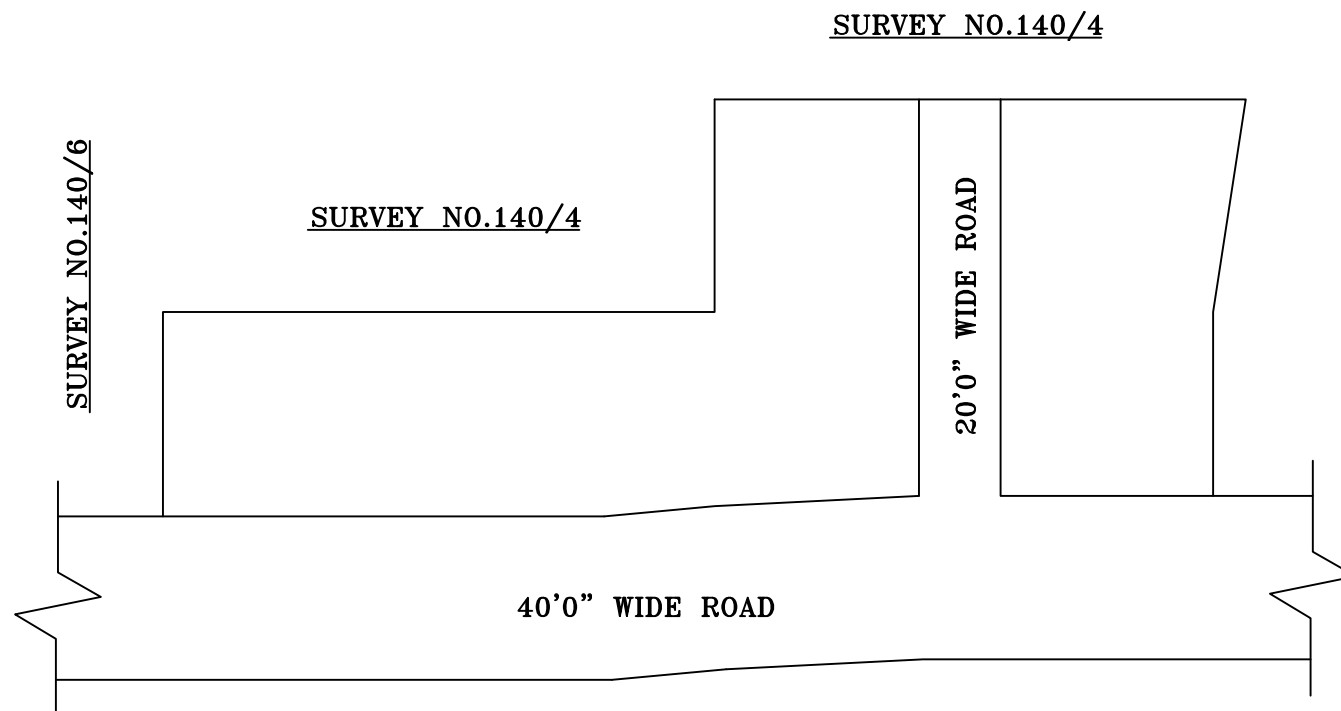 SURVEY NO.140/4
SURVEY NO.140/6
SURVEY NO.140/4
20'0" WIDE ROAD
40'0" WIDE ROAD